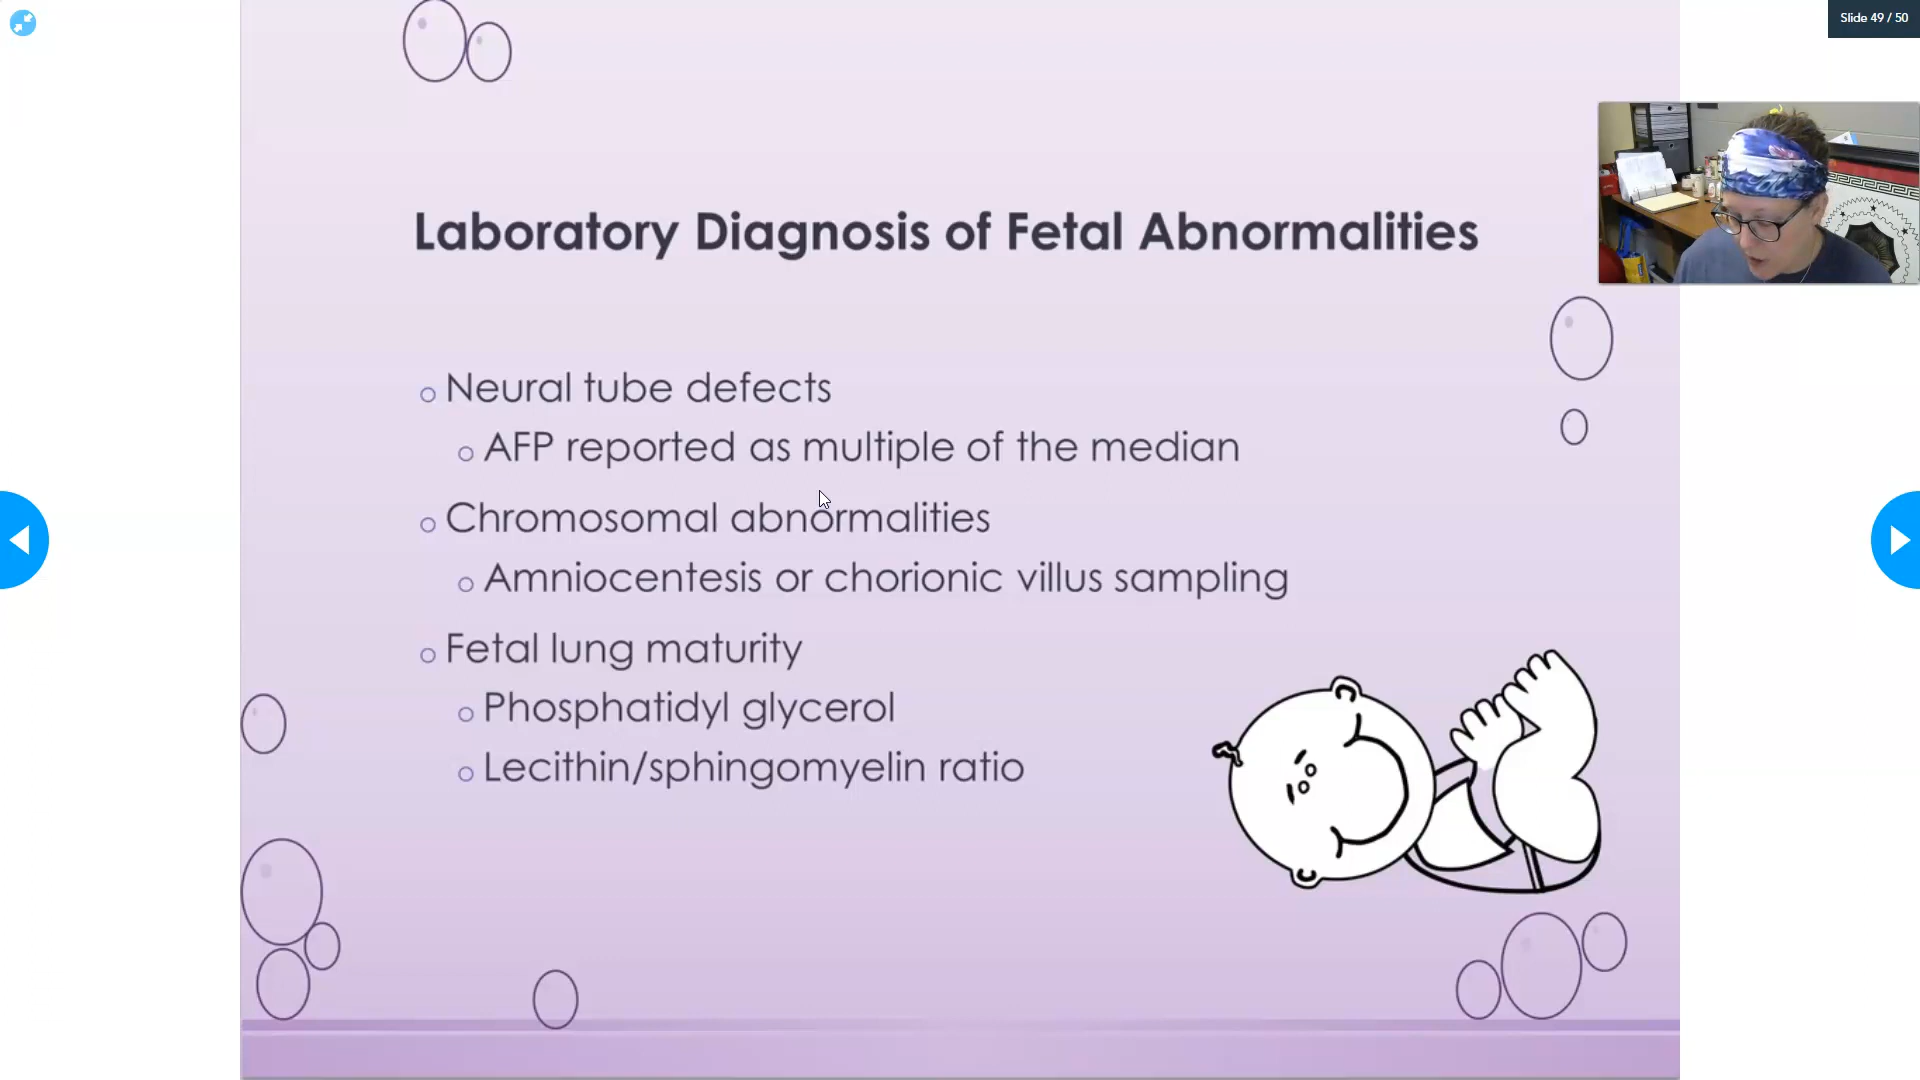 Slide 49 / 50
Laboratory Diagnosis of Fetal Abnormalities
Neural tube defects
AFP reported as multiple of the median
Chromosomal abnormalities
Amniocentesis or chorionic villus sampling
Fetal lung maturity
Phosphatidyl glycerol
Lecithin/sphingomyelin ratio